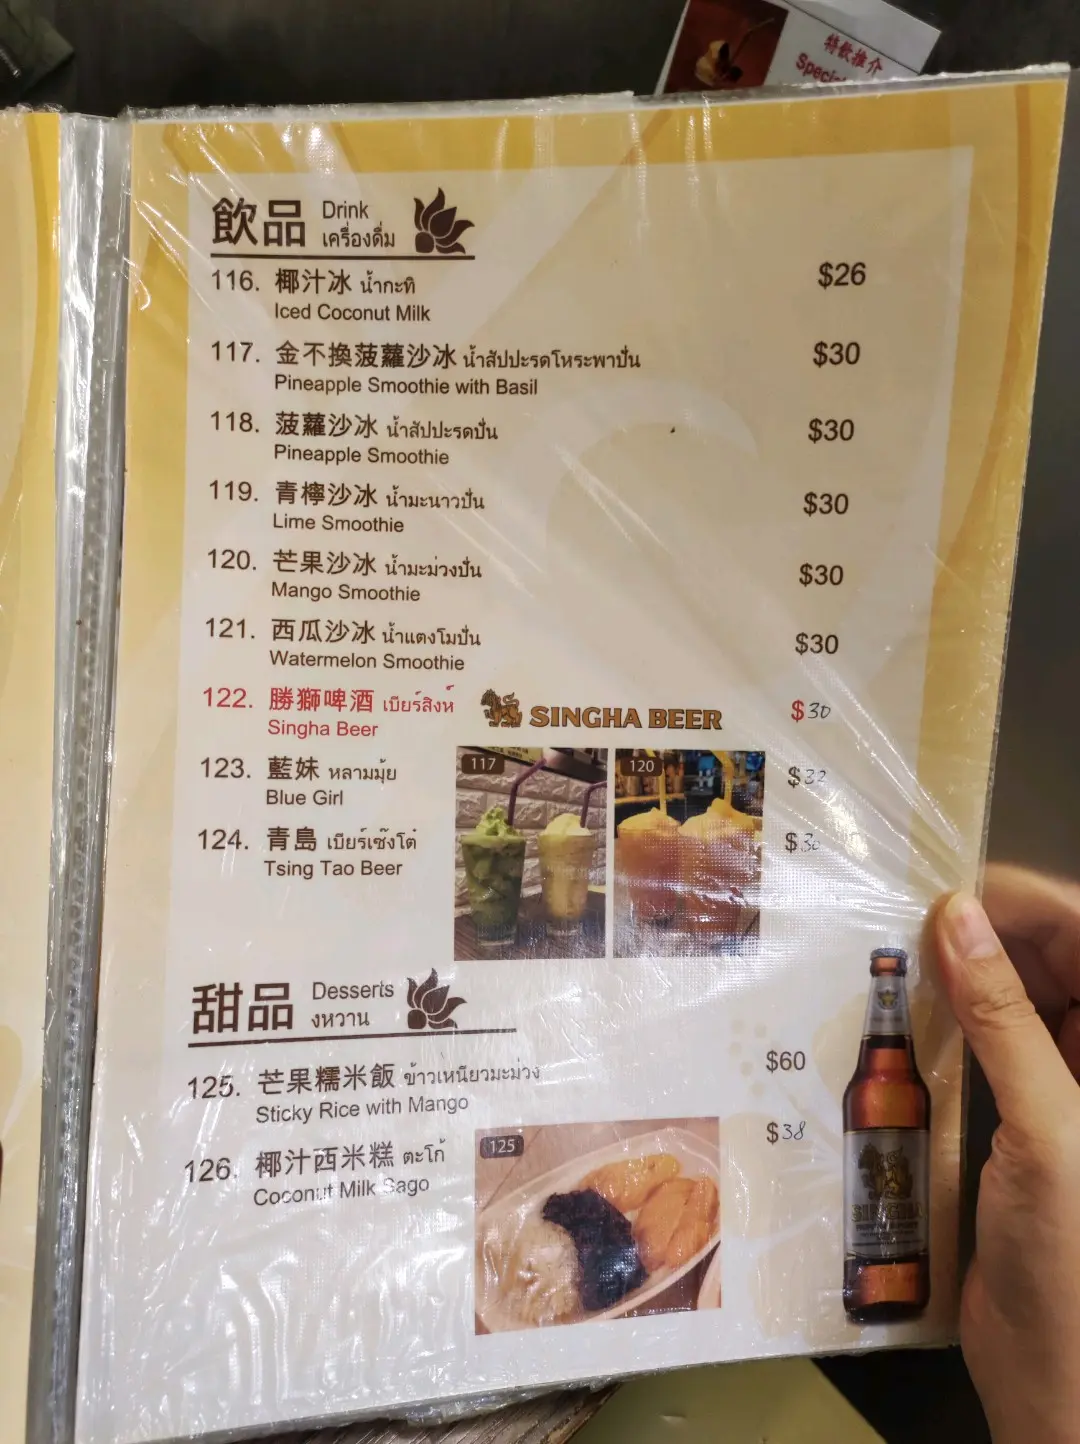 特飲推介
飲品 Drink
เครื่องดื่ม
116. 椰汁冰 น้ำกะทิ $26
Iced Coconut Milk
117. 金不換菠蘿沙冰 น้ำสัปปะรดโหระพาปั่น $30
Pineapple Smoothie with Basil
118. 菠蘿沙冰 น้ำสัปปะรดปั่น $30
Pineapple Smoothie
119. 青檸沙冰 น้ำมะนาวปั่น $30
Lime Smoothie
120. 芒果沙冰 น้ำมะม่วงปั่น $30
Mango Smoothie
121. 西瓜沙冰 น้ำแตงโมปั่น $30
Watermelon Smoothie
122. 勝獅啤酒 เบียร์สิงห์ SINGHA BEER $30
Singha Beer
123. 藍妹 หลามมุ้ย $32
Blue Girl
124. 青島 เบียร์เซ๊งโต๋ $30
Tsing Tao Beer
117 120
甜品 Desserts
งหวาน
125. 芒果糯米飯 ข้าวเหนียวมะม่วง $60
Sticky Rice with Mango
126. 椰汁西米糕 ตะโก้ $38
Coconut Milk Sago
125
SINGHA